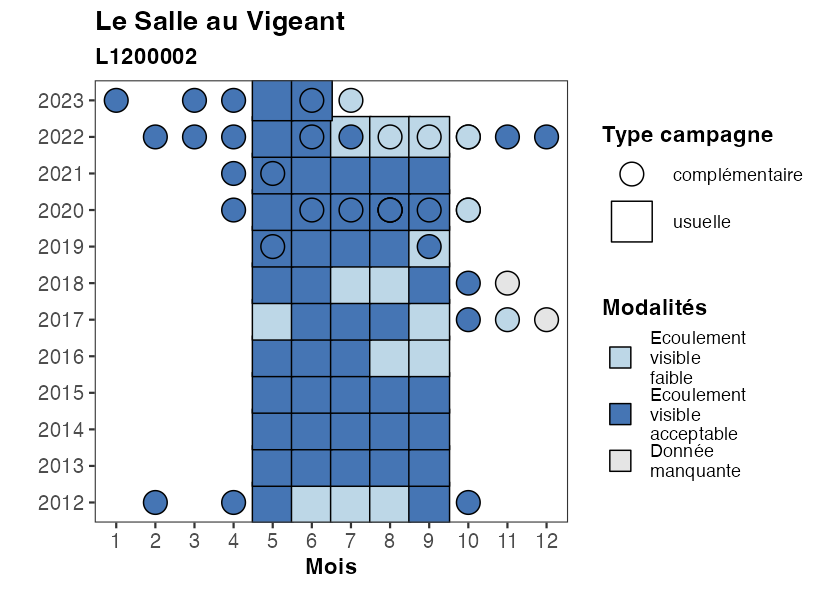 Le Salle au Vigeant
L1200002
2023
2022
2021
2020
2019
2018
2017
2016
2015
2014
2013
2012
1 2 3 4 5 6 7 8 9 10 11 12
Mois
Type campagne
complémentaire
usuelle
Modalités
Ecoulement
visible
faible
Ecoulement
visible
acceptable
Donnée
manquante